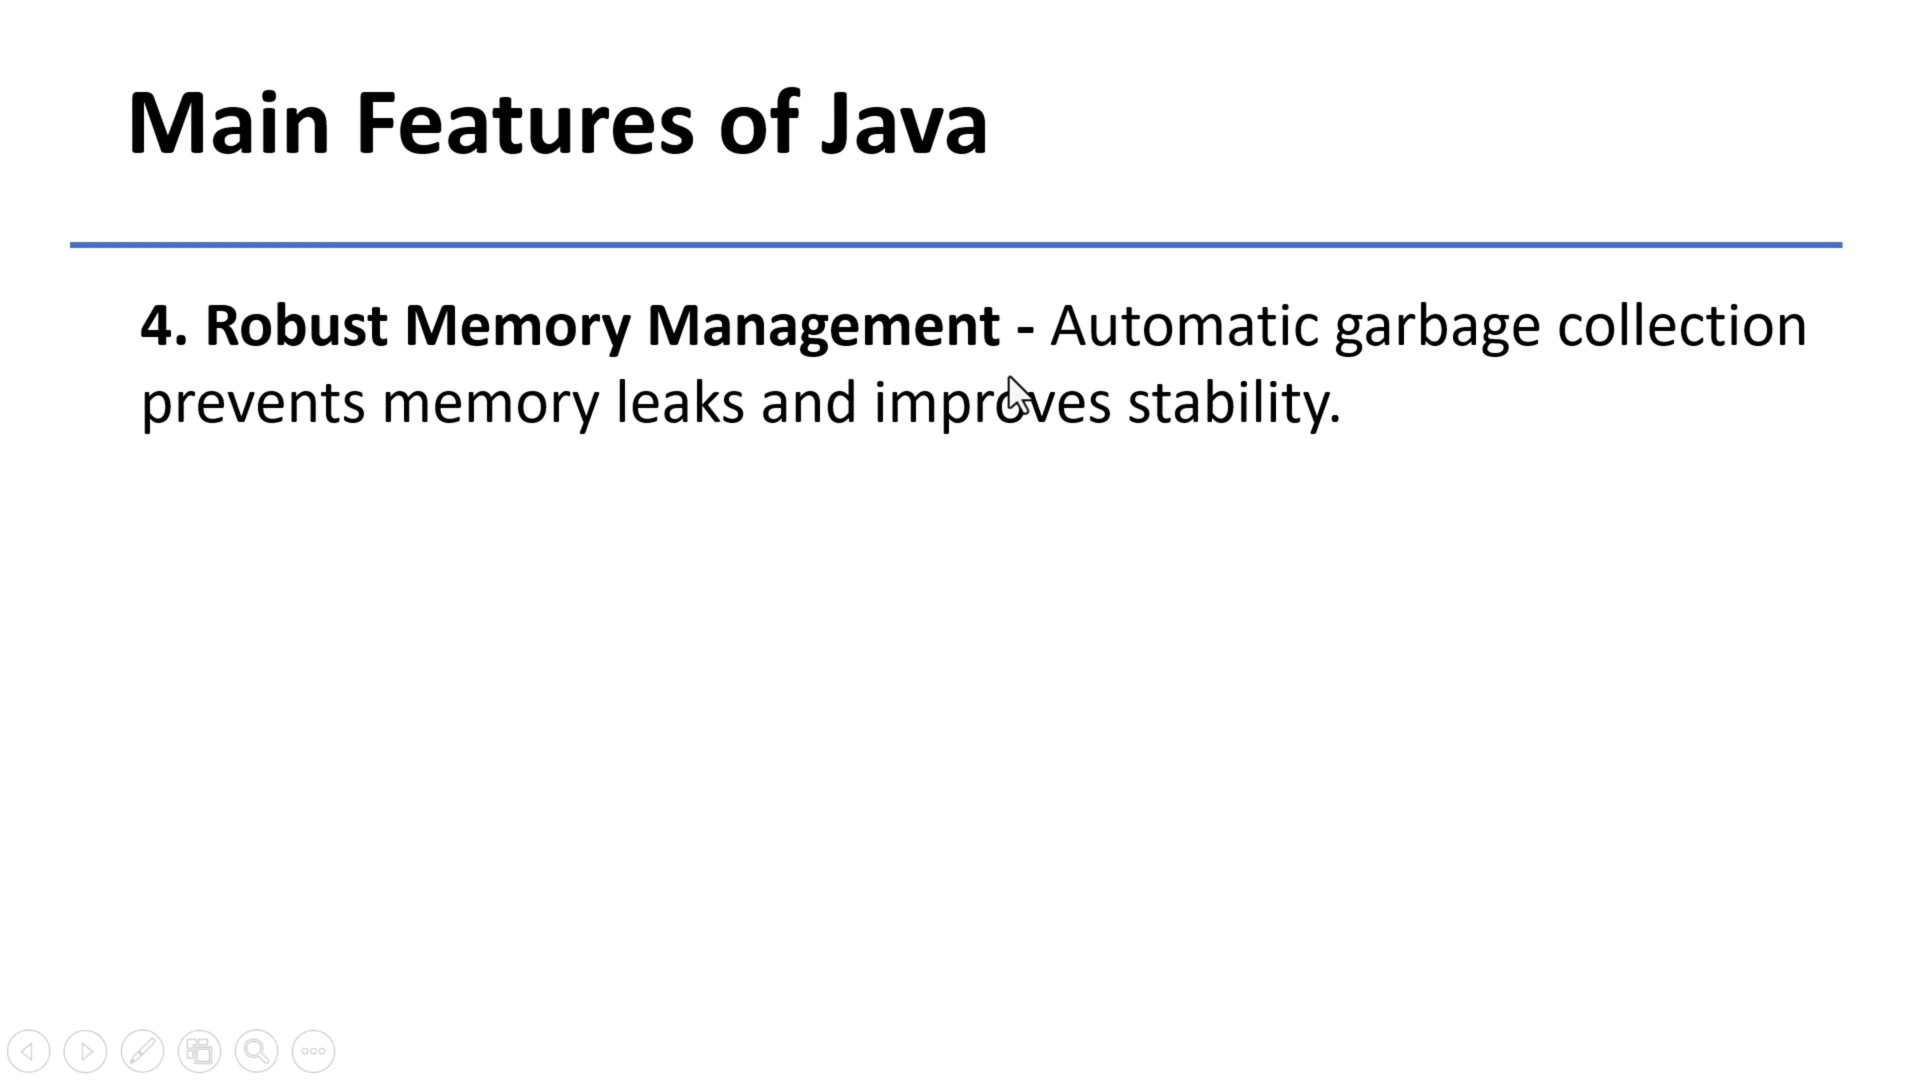 Main Features of Java
4. Robust Memory Management - Automatic garbage collection
prevents memory leaks and improves stability.